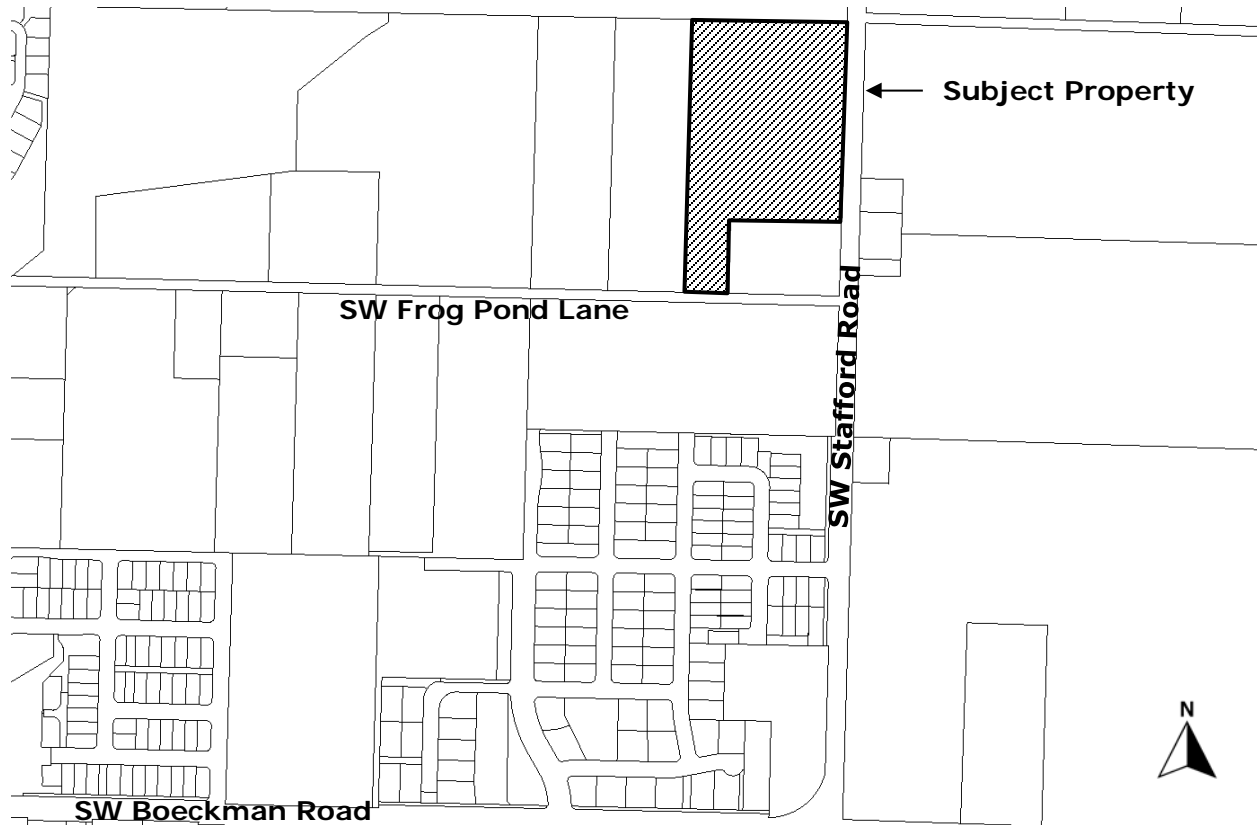 Subject Property
SW Frog Pond Lane
SW Stafford Road
N
SW Boeckman Road